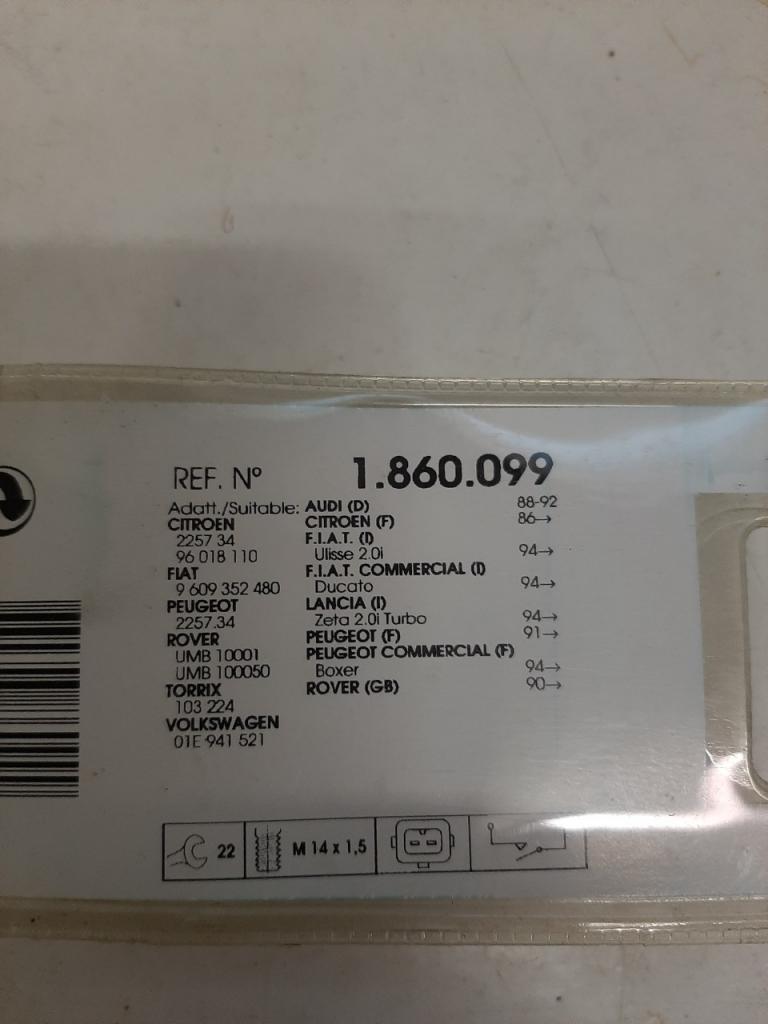 REF. Nº 1.860.099
Adatt./Suitable: AUDI (D) 88-92
CITROEN CITROEN (F) 86→
2257 34 F.I.A.T. (I)
96 018 110 Ulisse 2.0i 94→
FIAT F.I.A.T. COMMERCIAL (I)
9 609 352 480 Ducato 94→
PEUGEOT LANCIA (I)
2257.34 Zeta 2.0i Turbo 94→
ROVER PEUGEOT (F) 91→
UMB 10001 PEUGEOT COMMERCIAL (F)
UMB 100050 Boxer 94→
TORRIX ROVER (GB) 90→
103 224
VOLKSWAGEN
01E 941 521
22 M 14 x 1,5